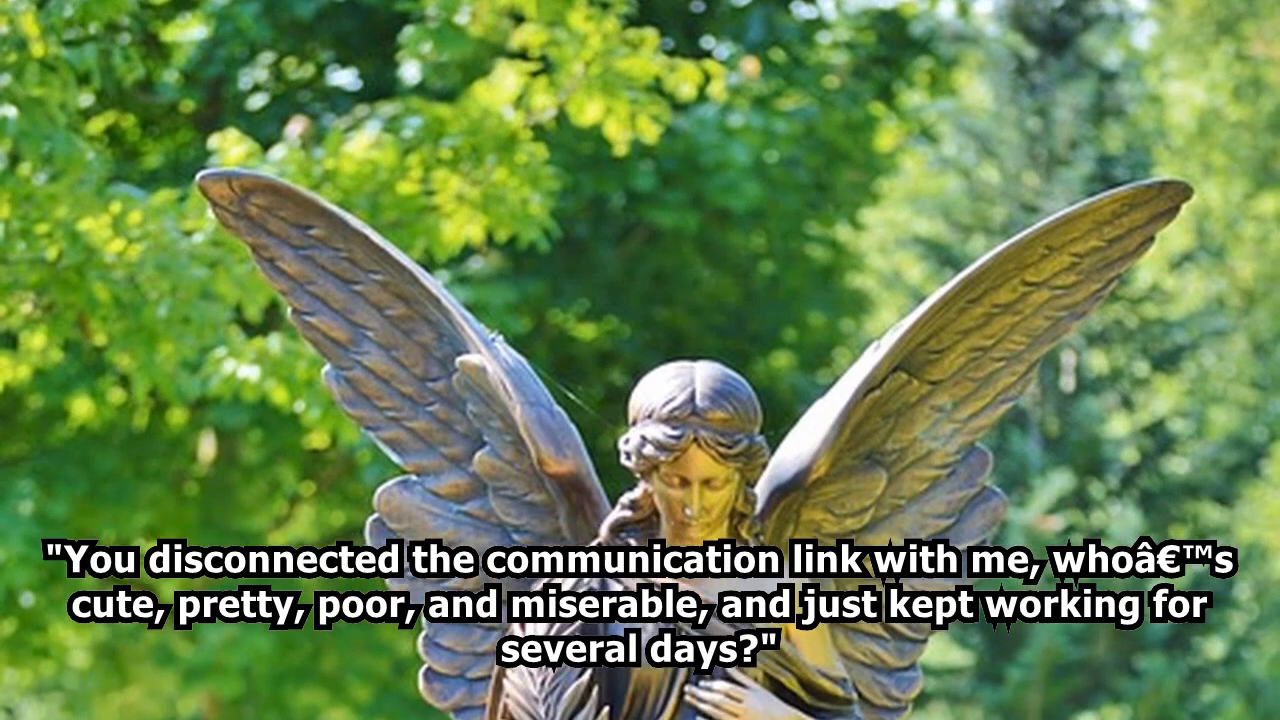 "You disconnected the communication link with me, whoâ€™s
cute, pretty, poor, and miserable, and just kept working for
several days?"